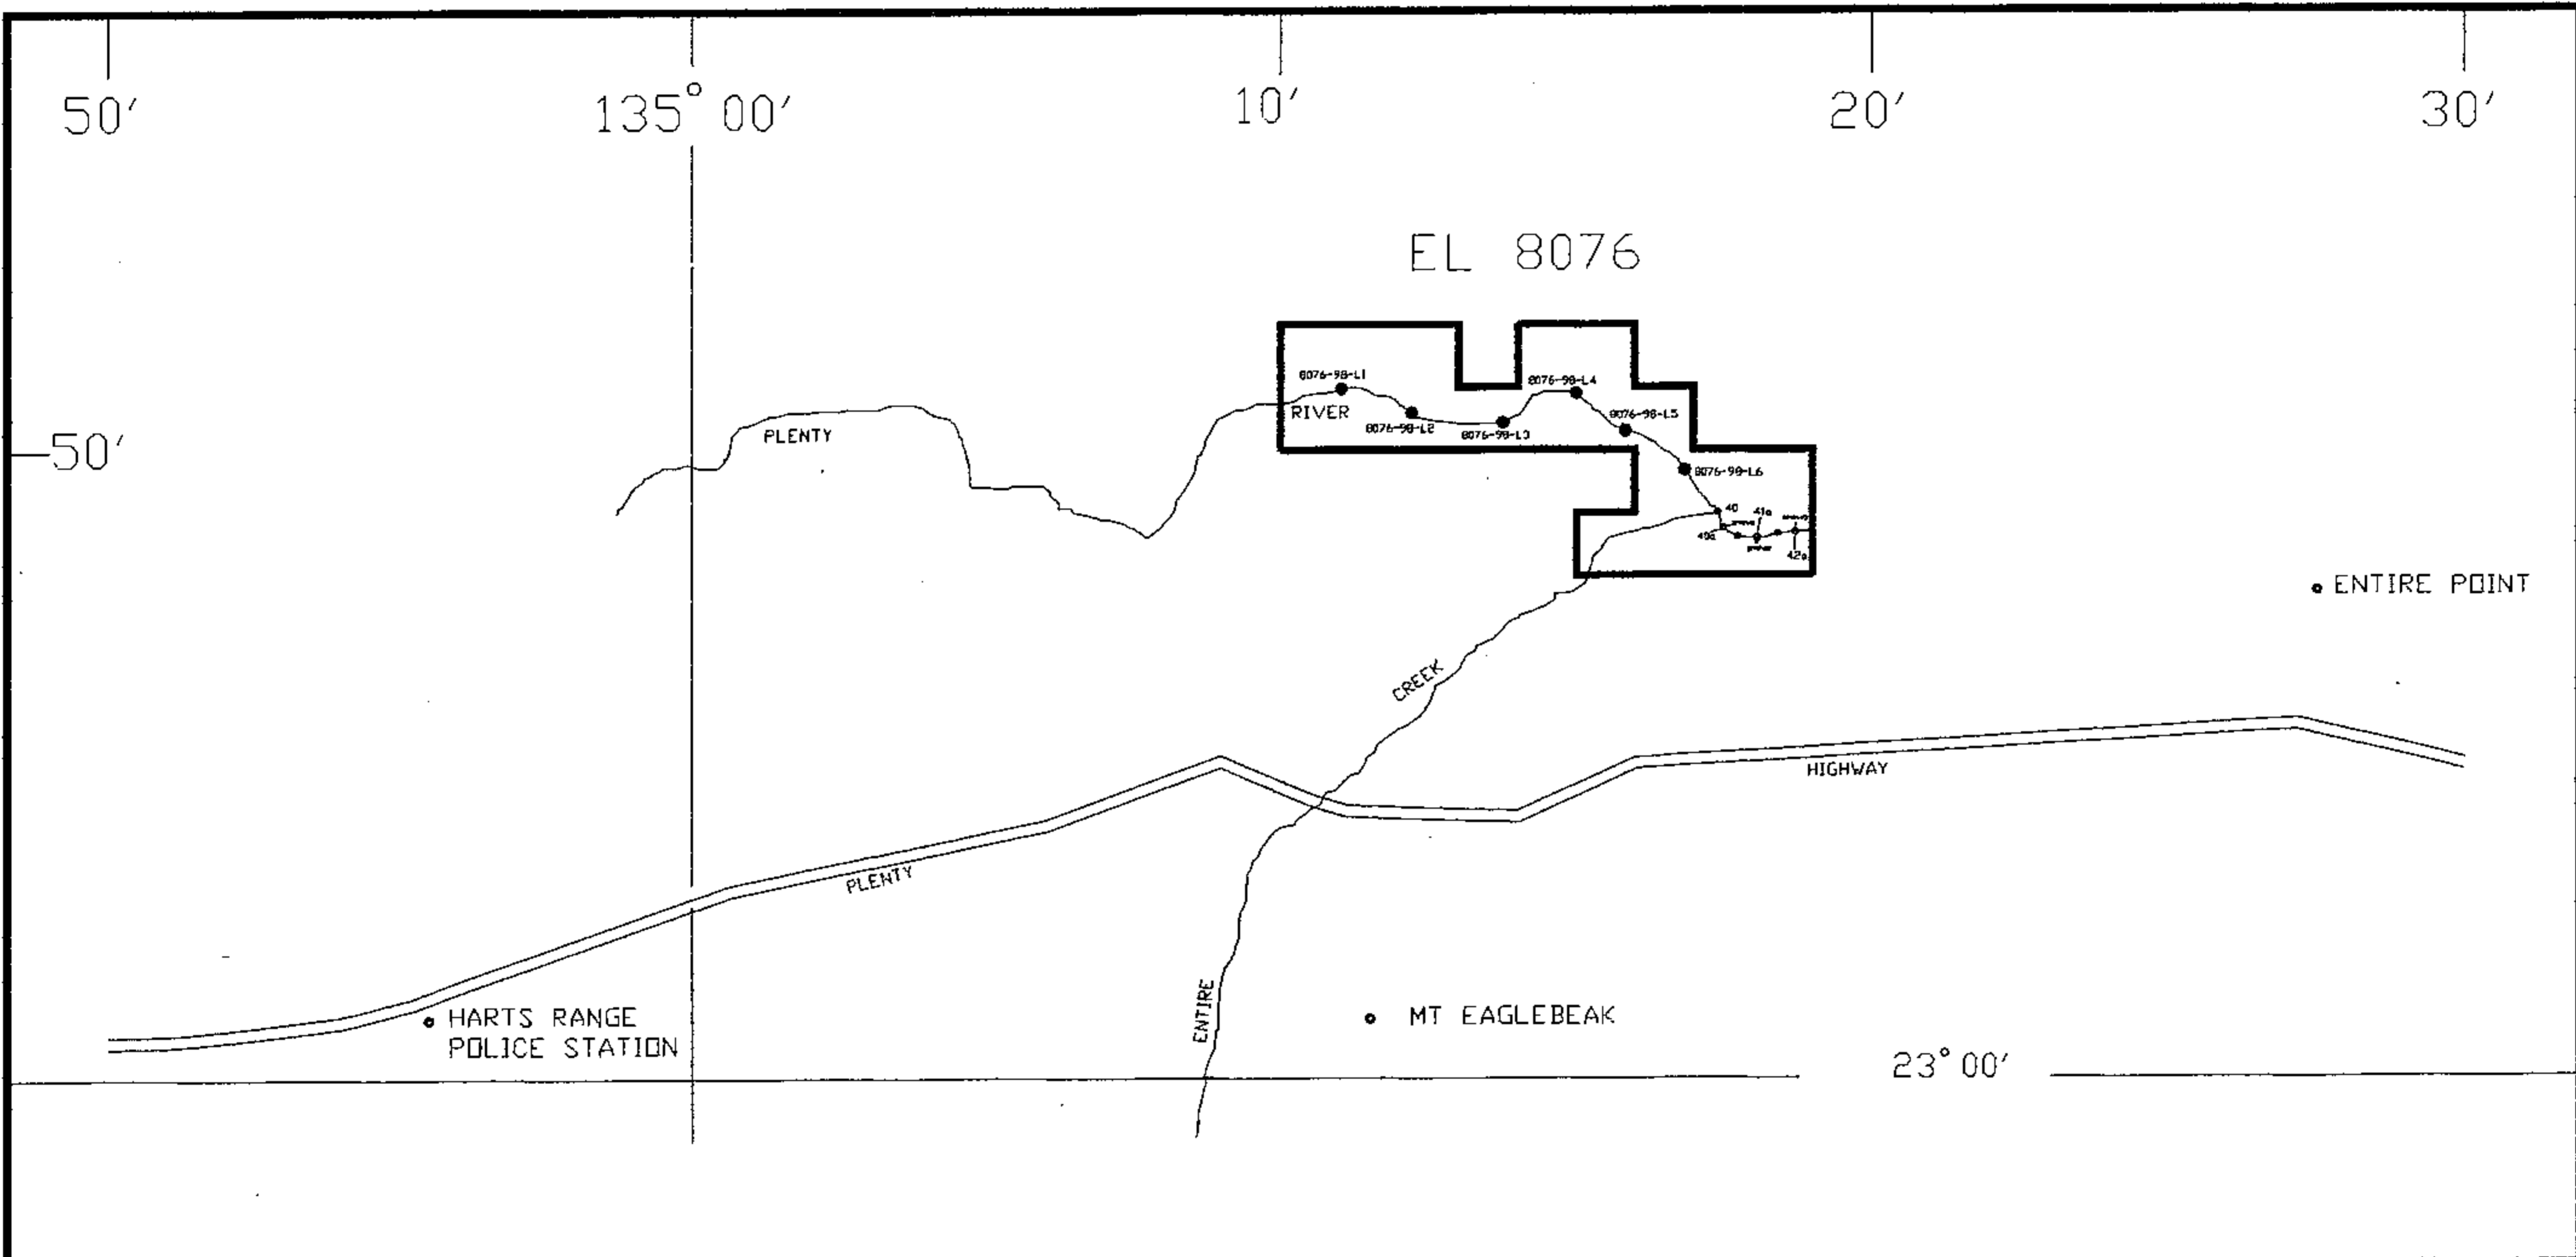 50′
135° 00′
10′
20′
30′
EL 8076
8076-98-L1
8076-98-L4
RIVER
8076-98-L5
8076-98-L2
8076-98-L3
PLENTY
50′
8076-98-L6
40
41a
40a
42a
ENTIRE POINT
CREEK
HIGHWAY
PLENTY
ENTIRE
HARTS RANGE
POLICE STATION
MT EAGLEBEAK
23° 00′